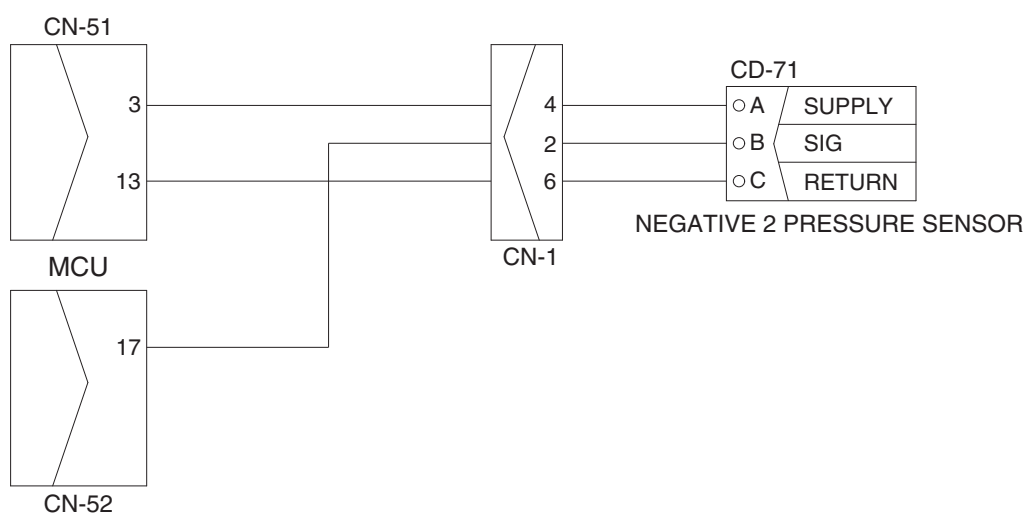 CN-51
3
13
MCU
17
CN-52
4
2
6
CN-1
CD-71
A SUPPLY
B SIG
C RETURN
NEGATIVE 2 PRESSURE SENSOR